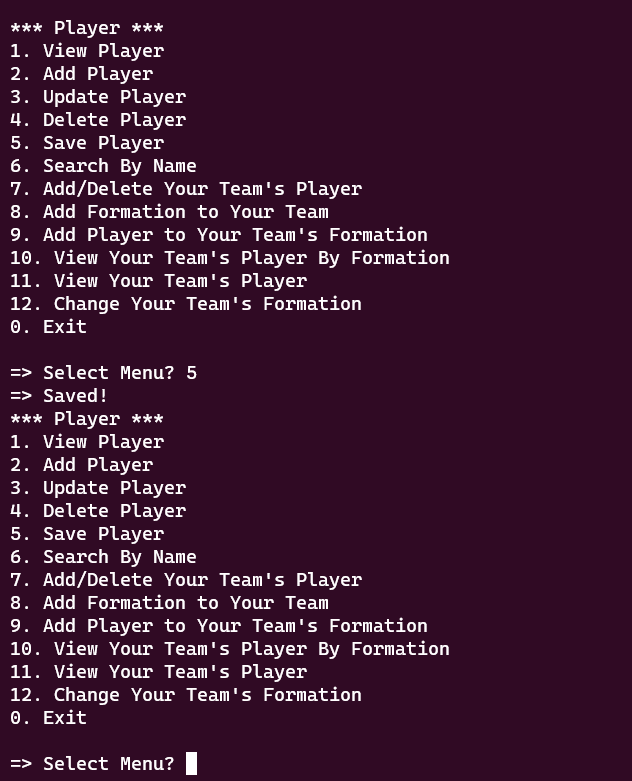 *** Player ***
1. View Player
2. Add Player
3. Update Player
4. Delete Player
5. Save Player
6. Search By Name
7. Add/Delete Your Team's Player
8. Add Formation to Your Team
9. Add Player to Your Team's Formation
10. View Your Team's Player By Formation
11. View Your Team's Player
12. Change Your Team's Formation
0. Exit
=> Select Menu? 5
=> Saved!
*** Player ***
1. View Player
2. Add Player
3. Update Player
4. Delete Player
5. Save Player
6. Search By Name
7. Add/Delete Your Team's Player
8. Add Formation to Your Team
9. Add Player to Your Team's Formation
10. View Your Team's Player By Formation
11. View Your Team's Player
12. Change Your Team's Formation
0. Exit
=> Select Menu?